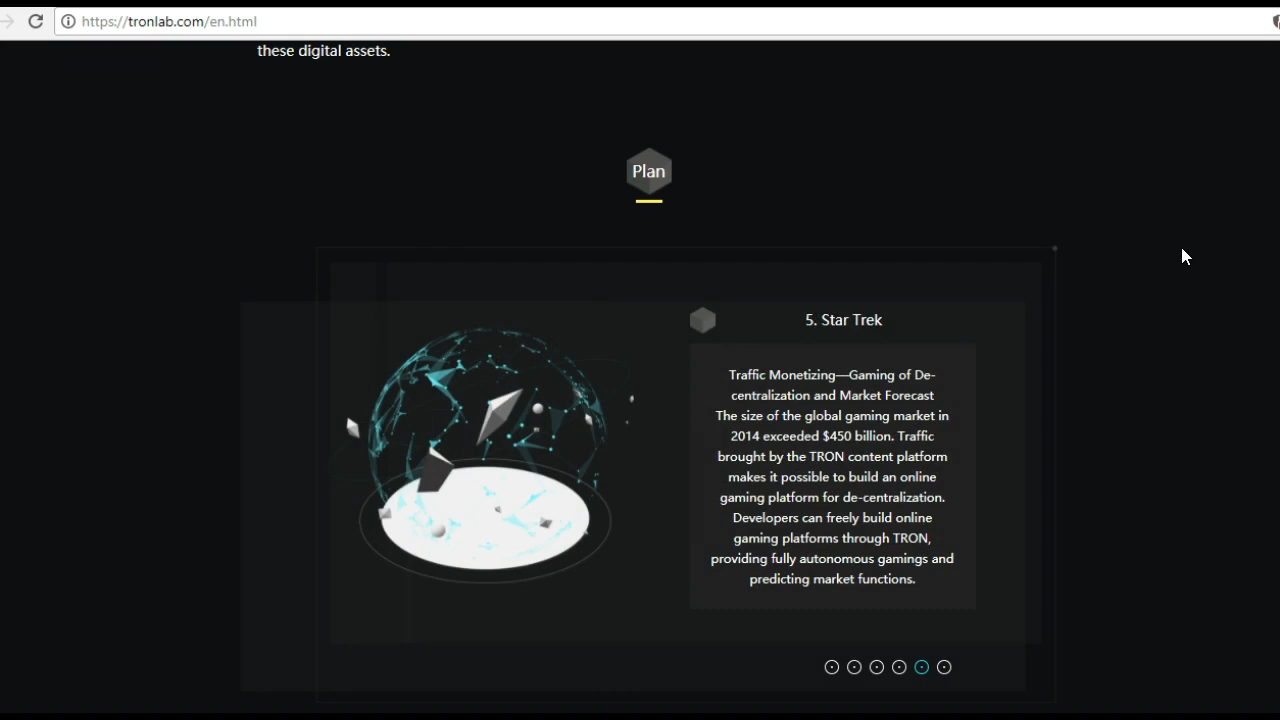 https://tronlab.com/en.html
these digital assets.
Plan
5. Star Trek
Traffic Monetizing—Gaming of De-
centralization and Market Forecast
The size of the global gaming market in
2014 exceeded $450 billion. Traffic
brought by the TRON content platform
makes it possible to build an online
gaming platform for de-centralization.
Developers can freely build online
gaming platforms through TRON,
providing fully autonomous gamings and
predicting market functions.